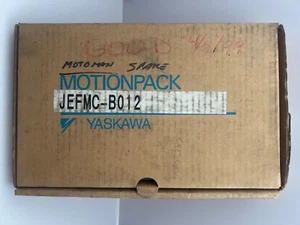 GOOD
MOTOMAN SPARE
MOTIONPACK
JEFMC-B012
YASKAWA